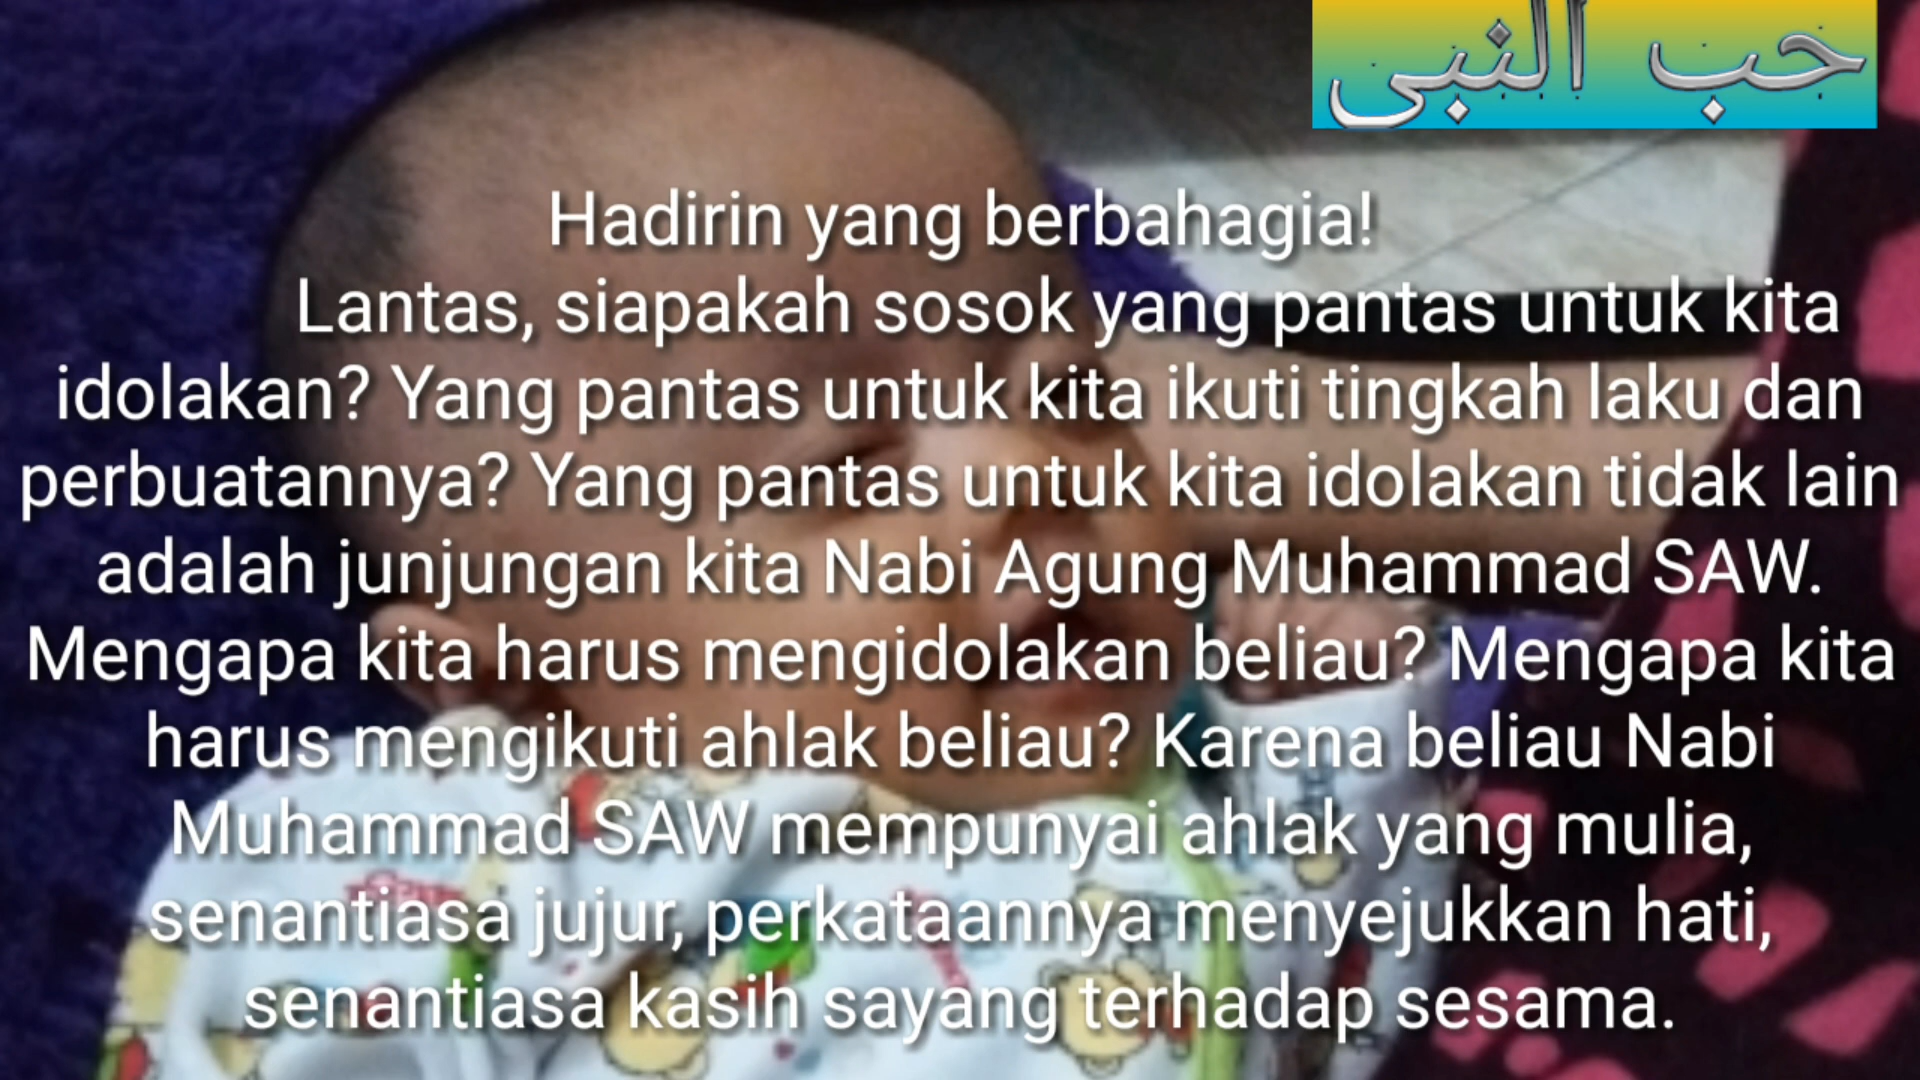 حب النبى
Hadirin yang berbahagia!
Lantas, siapakah sosok yang pantas untuk kita
idolakan? Yang pantas untuk kita ikuti tingkah laku dan
perbuatannya? Yang pantas untuk kita idolakan tidak lain
adalah junjungan kita Nabi Agung Muhammad SAW.
Mengapa kita harus mengidolakan beliau? Mengapa kita
harus mengikuti ahlak beliau? Karena beliau Nabi
Muhammad SAW mempunyai ahlak yang mulia,
senantiasa jujur, perkataannya menyejukkan hati,
senantiasa kasih sayang terhadap sesama.